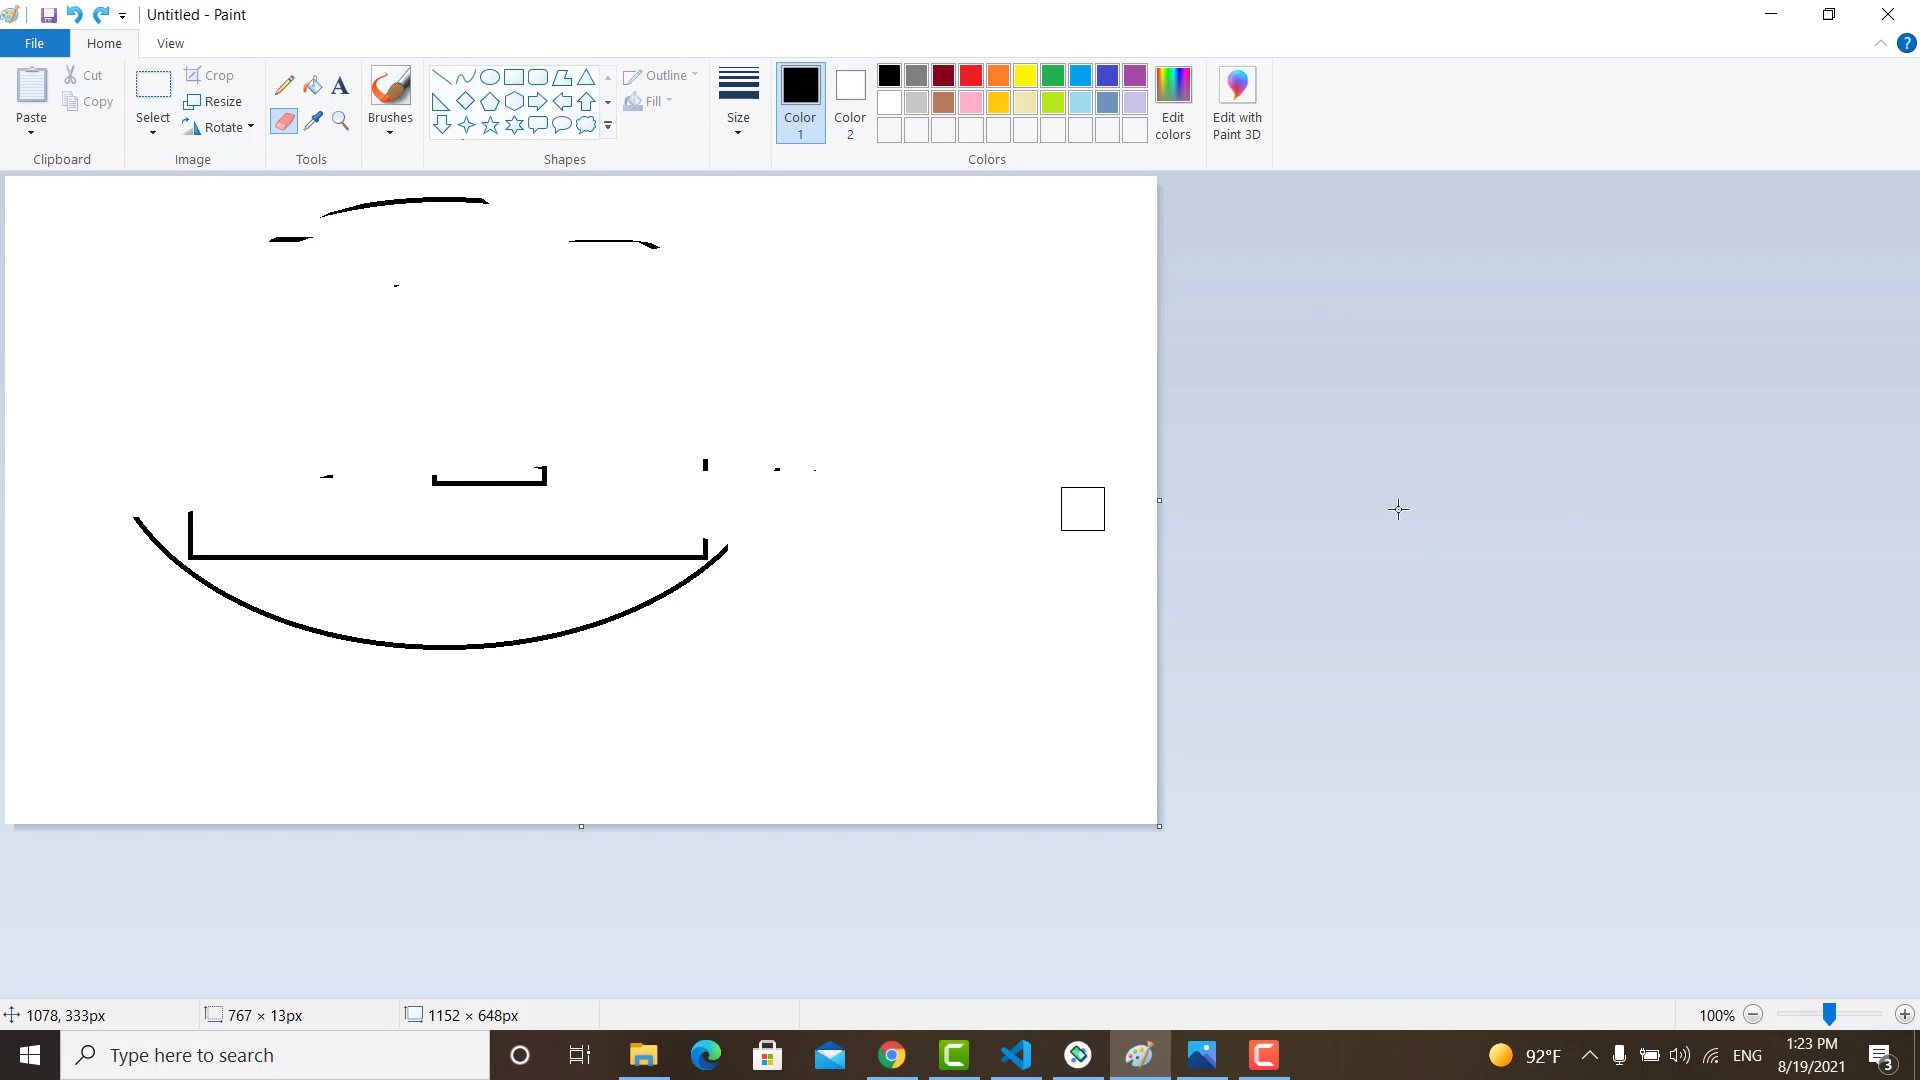 Untitled - Paint
File
Home
View
Paste
Cut
Copy
Clipboard
Select
Crop
Resize
Rotate
Image
A
Tools
Brushes
Outline
Fill
Shapes
Size
Color 1
Color 2
Edit colors
Colors
Edit with Paint 3D
?
1078, 333px
767 × 13px
1152 × 648px
100%
Type here to search
92°F
ENG
1:23 PM
8/19/2021
3